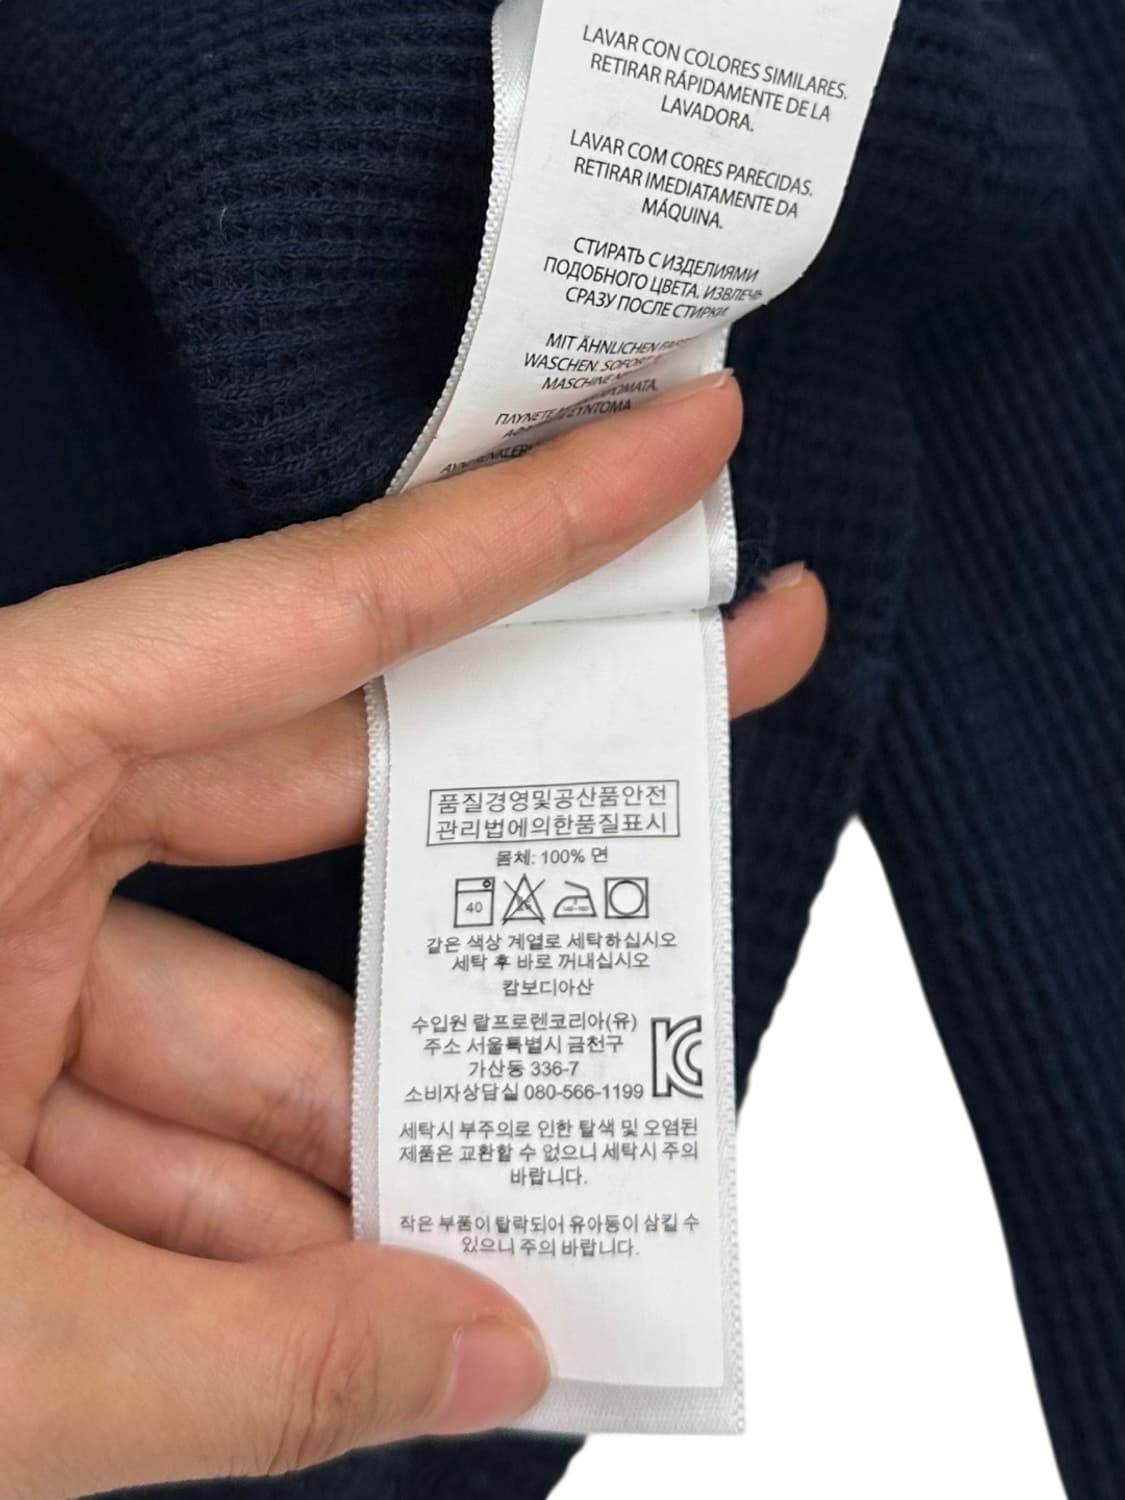 LAVAR CON COLORES SIMILARES.
RETIRAR RÁPIDAMENTE DE LA
LAVADORA.
LAVAR COM CORES PARECIDAS.
RETIRAR IMEDIATAMENTE DA
MÁQUINA.
СТИРАТЬ С ИЗДЕЛИЯМИ
ПОДОБНОГО ЦВЕТА. ИЗВЛЕЧЬ
СРАЗУ ПОСЛЕ СТИРКИ.
MIT ÄHNLICHEN
WASCHEN. SOFORT
MASCHINE
ΠΛΥΝΕΤΕ
품질경영및공산품안전
관리법에의한품질표시
몸체: 100% 면
40
같은 색상 계열로 세탁하십시오
세탁 후 바로 꺼내십시오
캄보디아산
수입원 랄프로렌코리아(유)
주소 서울특별시 금천구
가산동 336-7
소비자상담실 080-566-1199
세탁시 부주의로 인한 탈색 및 오염된
제품은 교환할 수 없으니 세탁시 주의
바랍니다.
작은 부품이 탈락되어 유아동이 삼킬 수
있으니 주의 바랍니다.